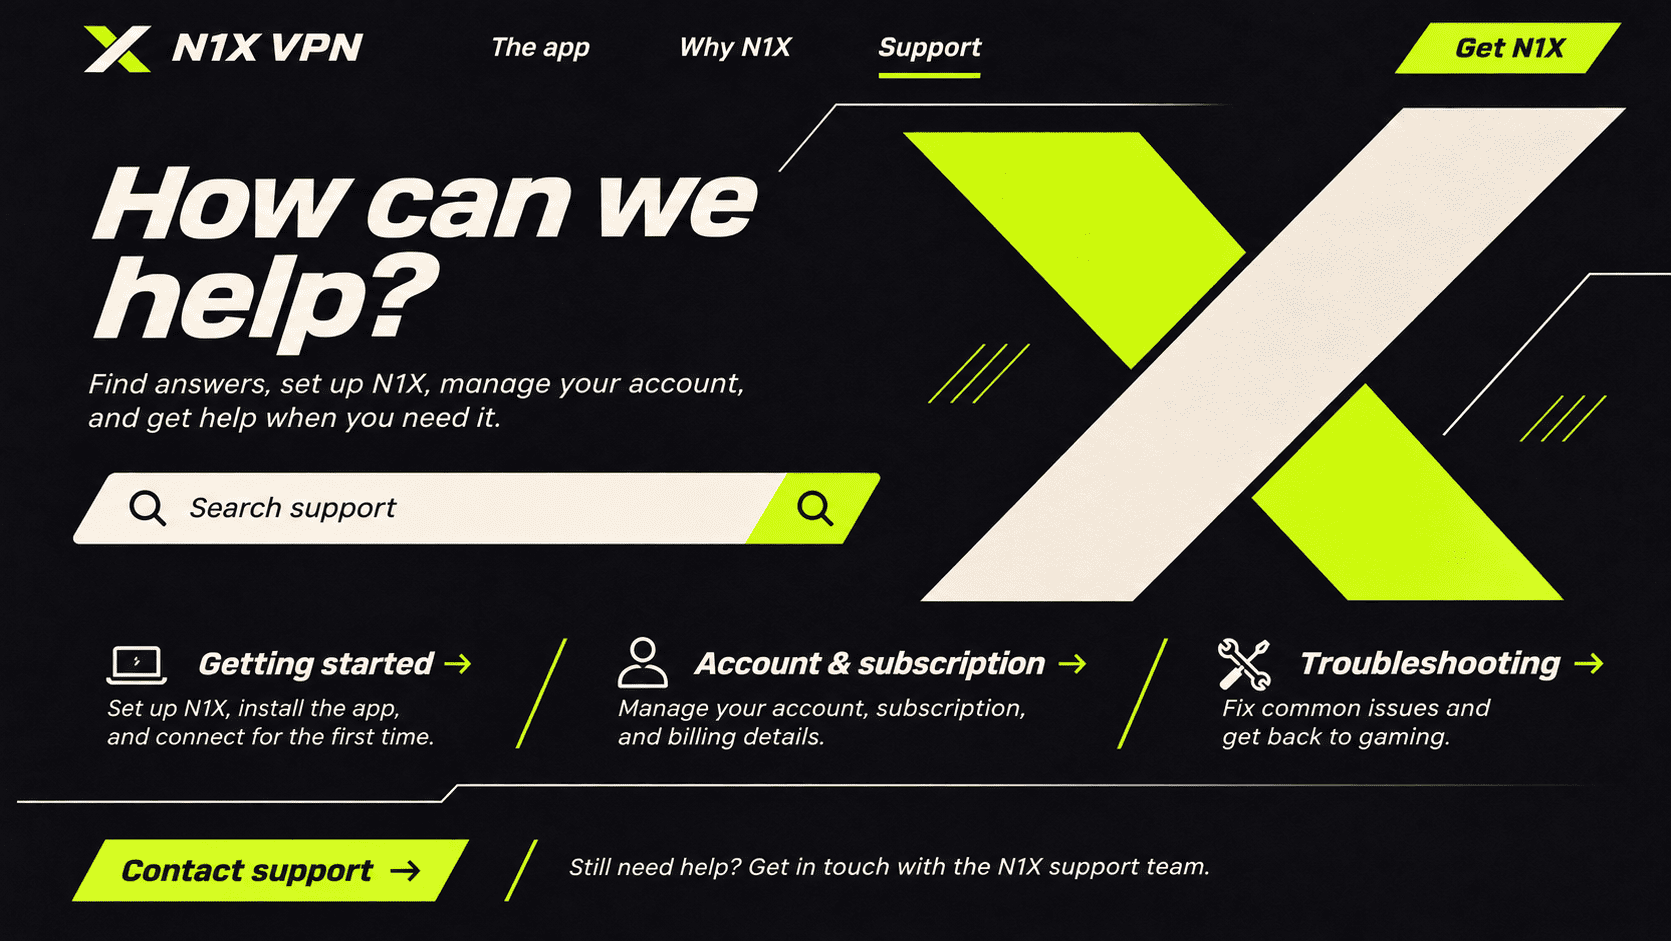 N1X VPN
The app
Why N1X
Support
Get N1X
How can we
help?
Find answers, set up N1X, manage your account,
and get help when you need it.
Search support
Getting started →
Set up N1X, install the app,
and connect for the first time.
Account & subscription →
Manage your account, subscription,
and billing details.
Troubleshooting →
Fix common issues and
get back to gaming.
Contact support →
Still need help? Get in touch with the N1X support team.